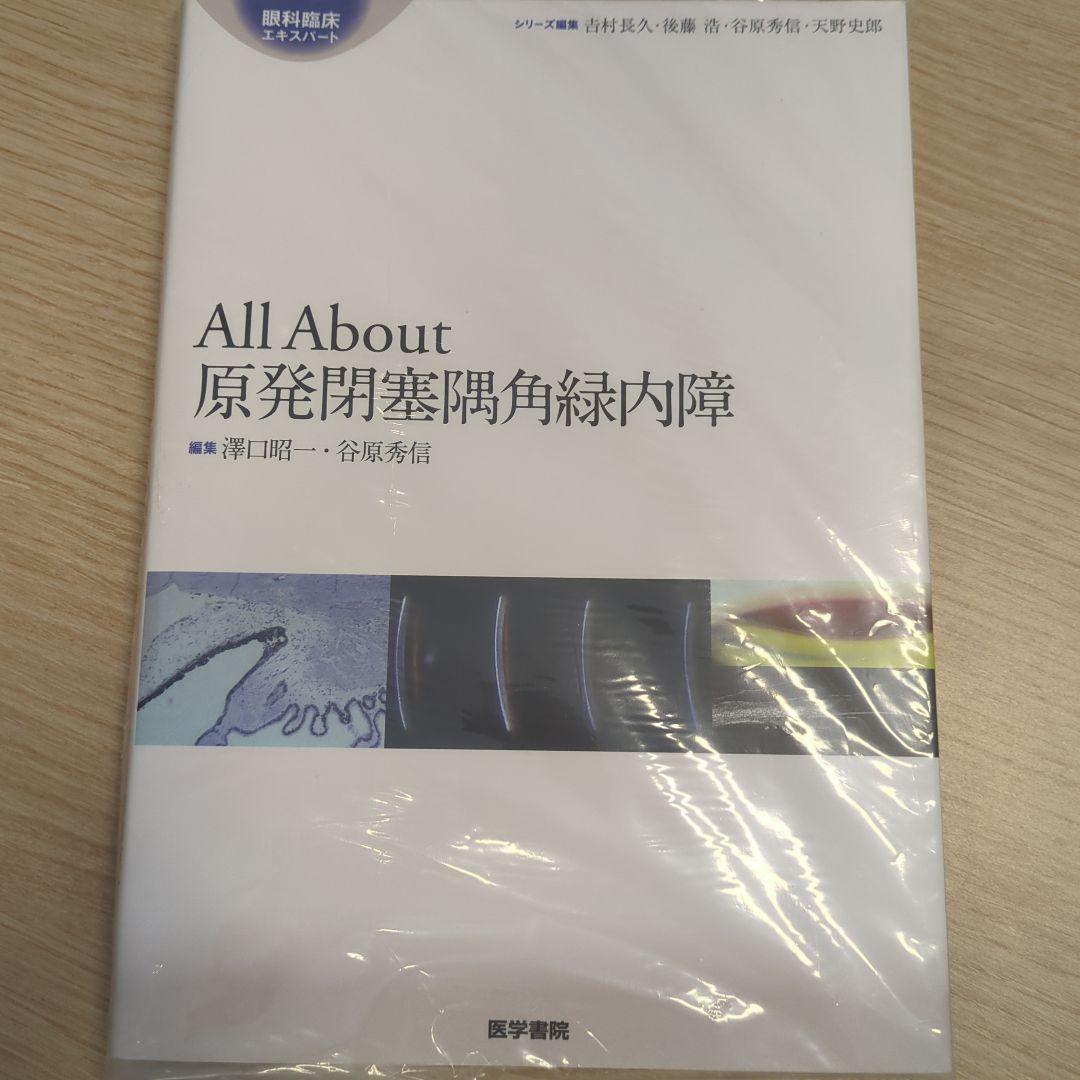 眼科臨床
エキスパート
シリーズ編集 𠮷村長久・後藤 浩・谷原秀信・天野史郎
All About
原発閉塞隅角緑内障
編集 澤口昭一・谷原秀信
医学書院